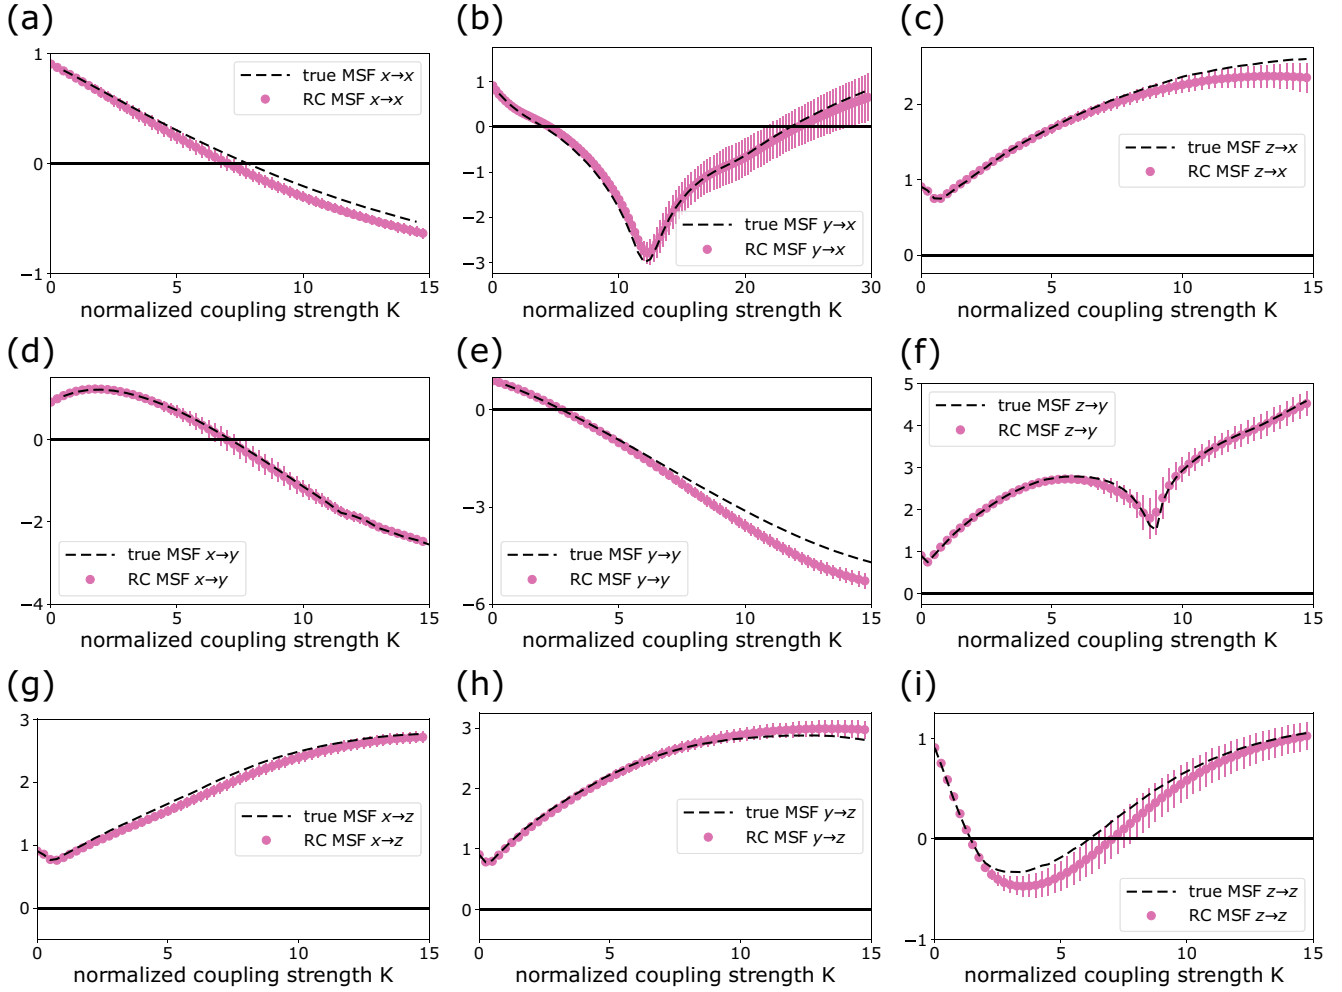 (a)
1
0
−1
true MSF x→x
RC MSF x→x
0 5 10 15
normalized coupling strength K
(b)
1
0
−1
−2
−3
true MSF y→x
RC MSF y→x
0 5 10 15 20 25 30
normalized coupling strength K
(c)
2
1
0
true MSF z→x
RC MSF z→x
0 5 10 15
normalized coupling strength K
(d)
0
−2
−4
true MSF x→y
RC MSF x→y
0 5 10 15
normalized coupling strength K
(e)
0
−3
−6
true MSF y→y
RC MSF y→y
0 5 10 15
normalized coupling strength K
(f)
5
4
3
2
1
0
true MSF z→y
RC MSF z→y
0 5 10 15
normalized coupling strength K
(g)
3
2
1
0
true MSF x→z
RC MSF x→z
0 5 10 15
normalized coupling strength K
(h)
3
2
1
0
true MSF y→z
RC MSF y→z
0 5 10 15
normalized coupling strength K
(i)
1
0
−1
true MSF z→z
RC MSF z→z
0 5 10 15
normalized coupling strength K